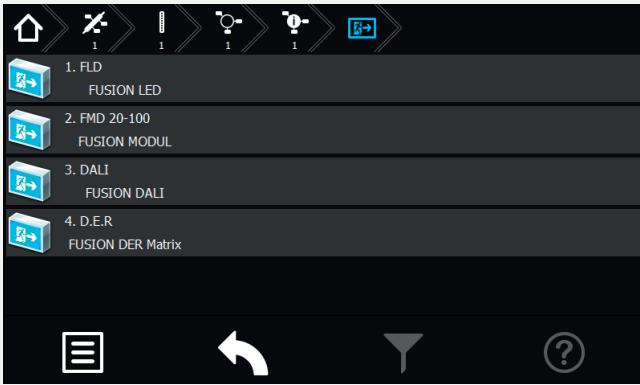 1
1
1
1
1. FLD
FUSION LED
2. FMD 20-100
FUSION MODUL
3. DALI
FUSION DALI
4. D.E.R
FUSION DER Matrix